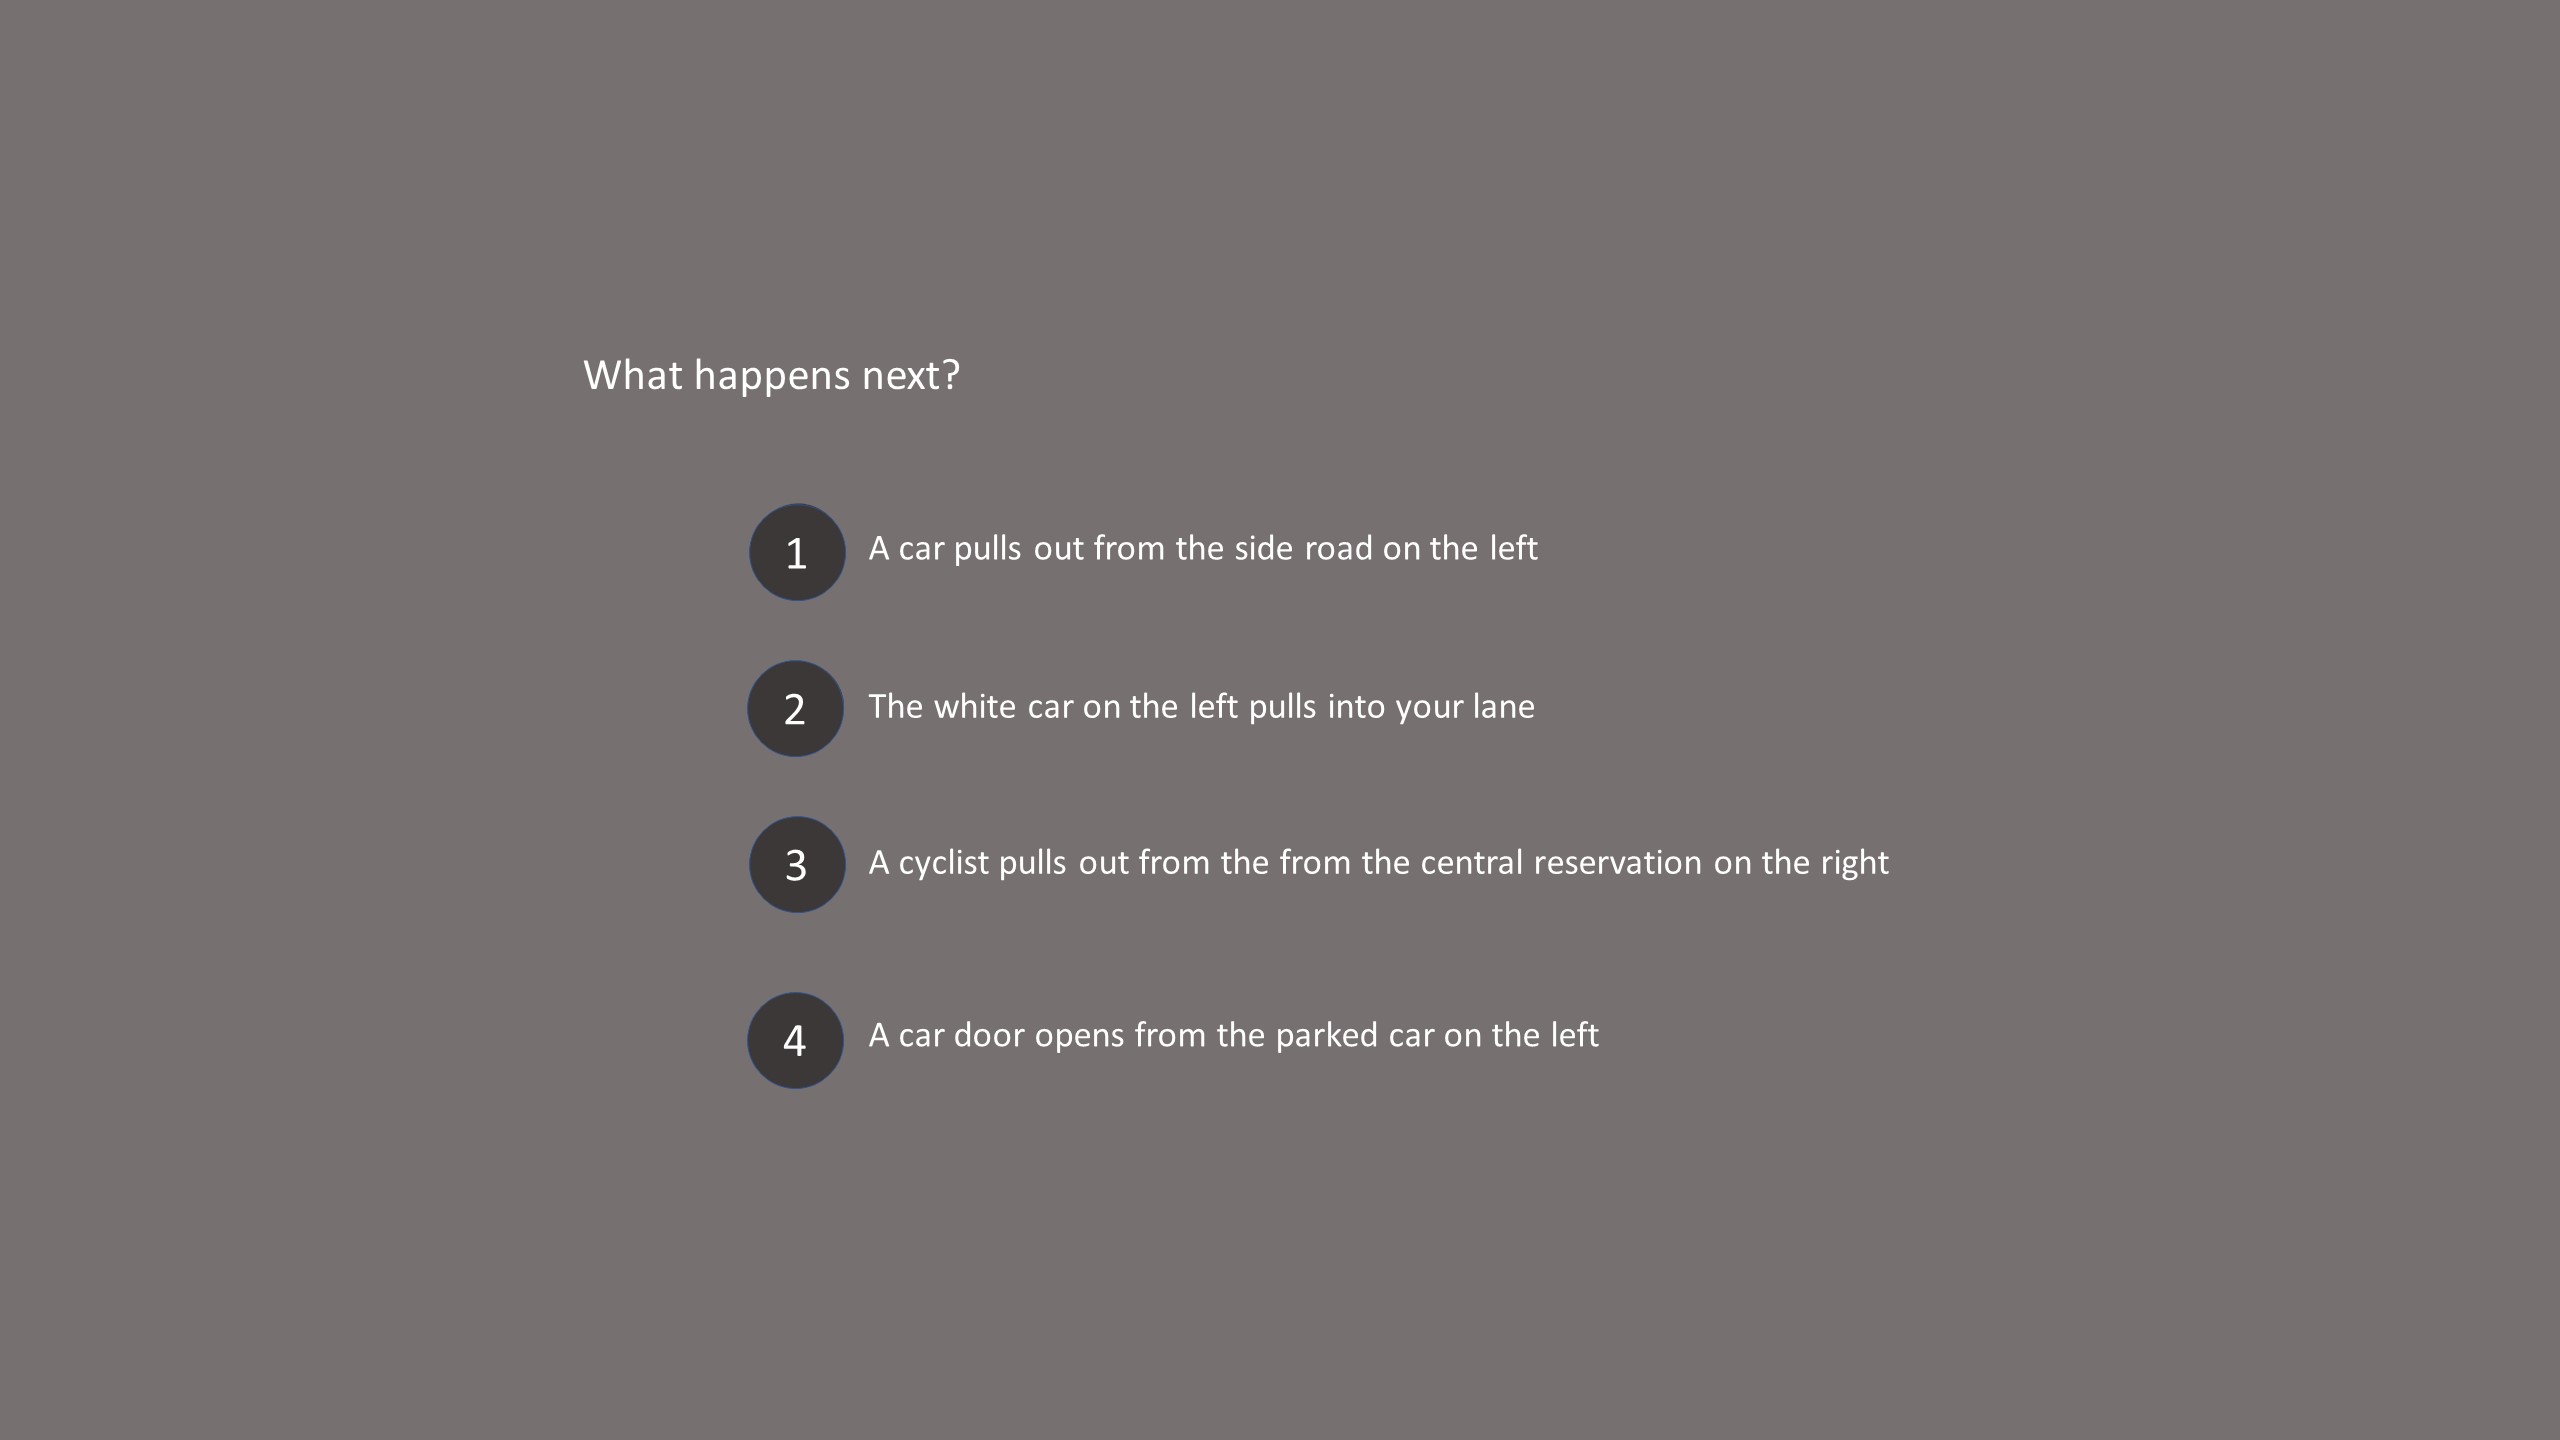 What happens next?
1 A car pulls out from the side road on the left
2 The white car on the left pulls into your lane
3 A cyclist pulls out from the from the central reservation on the right
4 A car door opens from the parked car on the left